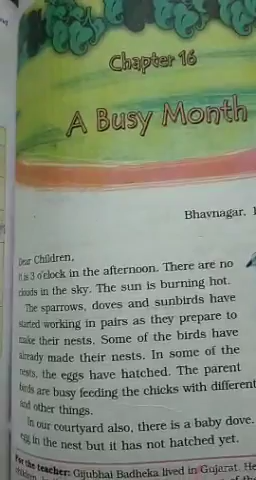 Chapter 16
A Busy Month
Bhavnagar,
Dear Children,
It is 3 o'clock in the afternoon. There are no
clouds in the sky. The sun is burning hot.
The sparrows, doves and sunbirds have
started working in pairs as they prepare to
make their nests. Some of the birds have
already made their nests. In some of the
nests, the eggs have hatched. The parent
birds are busy feeding the chicks with different
and other things.
In our courtyard also, there is a baby dove.
egg in the nest but it has not hatched yet.
For the teacher: Gijubhai Badheka lived in Gujarat. He